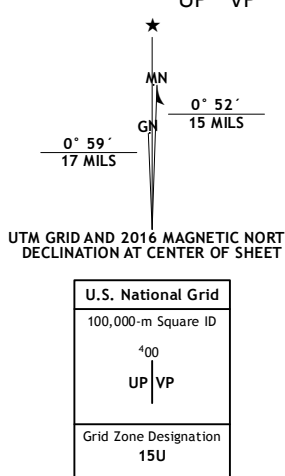 UP VP
★
MN
0° 52´
15 MILS
GN
0° 59´
17 MILS
UTM GRID AND 2016 MAGNETIC NORT
DECLINATION AT CENTER OF SHEET
U.S. National Grid
100,000-m Square ID
⁴00
UP VP
Grid Zone Designation
15U